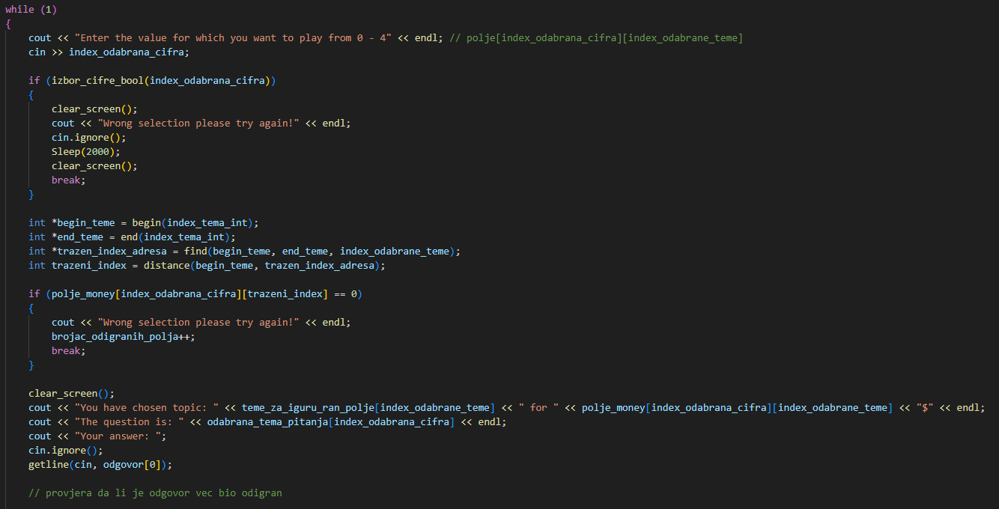 while (1)
{
cout << "Enter the value for which you want to play from 0 - 4" << endl; // polje[index_odabrana_cifra][index_odabrane_teme]
cin >> index_odabrana_cifra;
if (izbor_cifre_bool(index_odabrana_cifra))
{
clear_screen();
cout << "Wrong selection please try again!" << endl;
cin.ignore();
Sleep(2000);
clear_screen();
break;
}
int *begin_teme = begin(index_tema_int);
int *end_teme = end(index_tema_int);
int *trazen_index_adresa = find(begin_teme, end_teme, index_odabrane_teme);
int trazeni_index = distance(begin_teme, trazen_index_adresa);
if (polje_money[index_odabrana_cifra][trazeni_index] == 0)
{
cout << "Wrong selection please try again!" << endl;
brojac_odigranih_polja++;
break;
}
clear_screen();
cout << "You have chosen topic: " << teme_za_iguru_ran_polje[index_odabrane_teme] << " for " << polje_money[index_odabrana_cifra][index_odabrane_teme] << "$" << endl;
cout << "The question is: " << odabrana_tema_pitanja[index_odabrana_cifra] << endl;
cout << "Your answer: ";
cin.ignore();
getline(cin, odgovor[0]);
// provjera da li je odgovor vec bio odigran